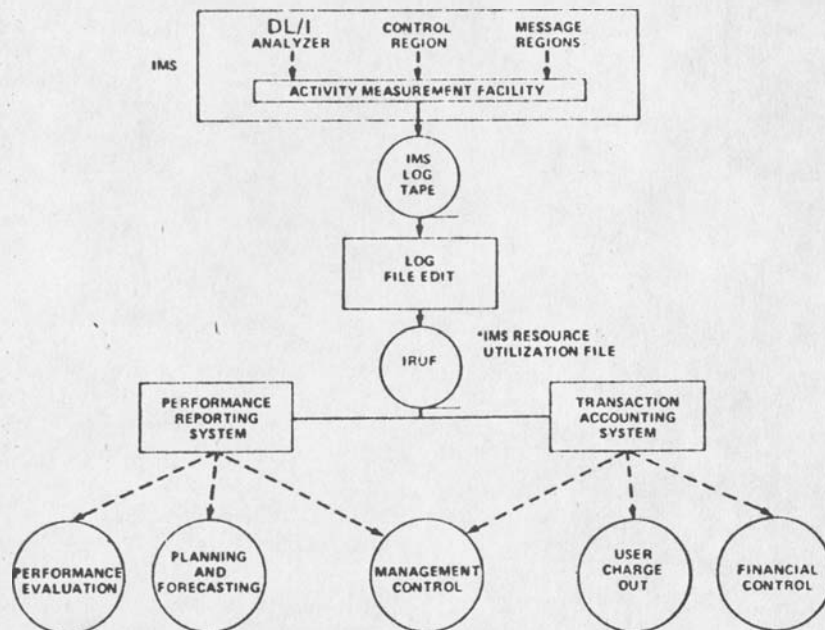 DL/I
ANALYZER
CONTROL
REGION
MESSAGE
REGIONS
IMS
ACTIVITY MEASUREMENT FACILITY
IMS
LOG
TAPE
LOG
FILE EDIT
*IMS RESOURCE
UTILIZATION FILE
IRUF
PERFORMANCE
REPORTING
SYSTEM
TRANSACTION
ACCOUNTING
SYSTEM
PERFORMANCE
EVALUATION
PLANNING
AND
FORECASTING
MANAGEMENT
CONTROL
USER
CHARGE
OUT
FINANCIAL
CONTROL